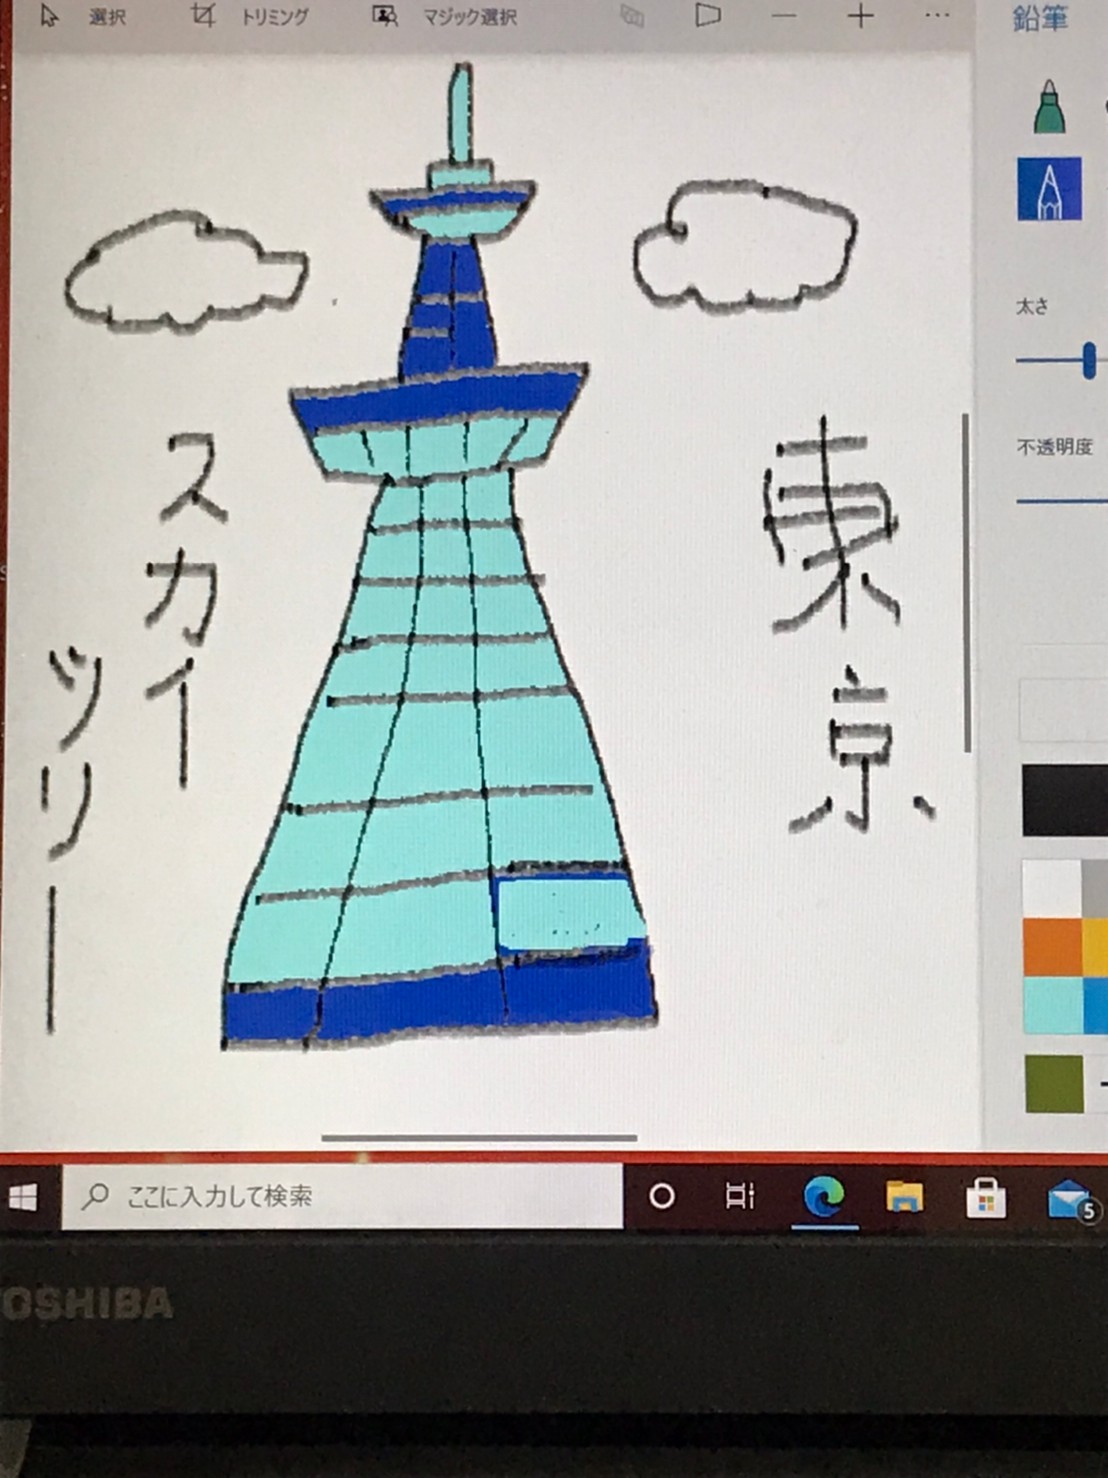 選択 トリミング マジック選択 …
鉛筆
太さ
不透明度
東京
スカイ
ツリー
ここに入力して検索
5
TOSHIBA